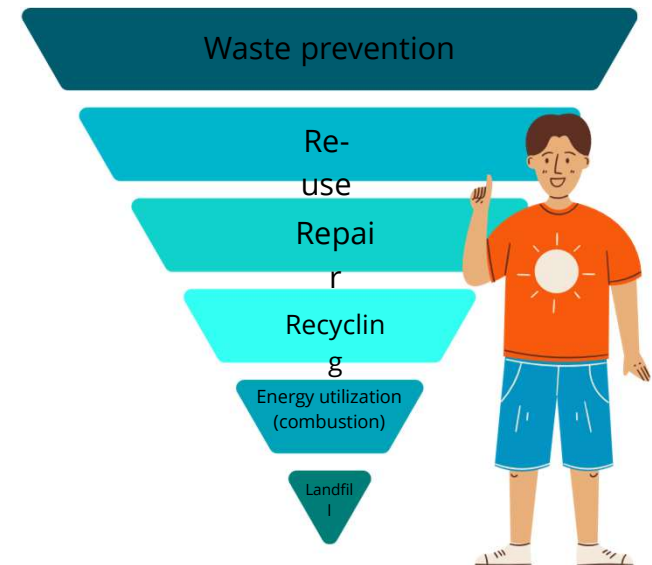 Waste prevention
Re-
use
Repai
r
Recyclin
g
Energy utilization
(combustion)
Landfil
l